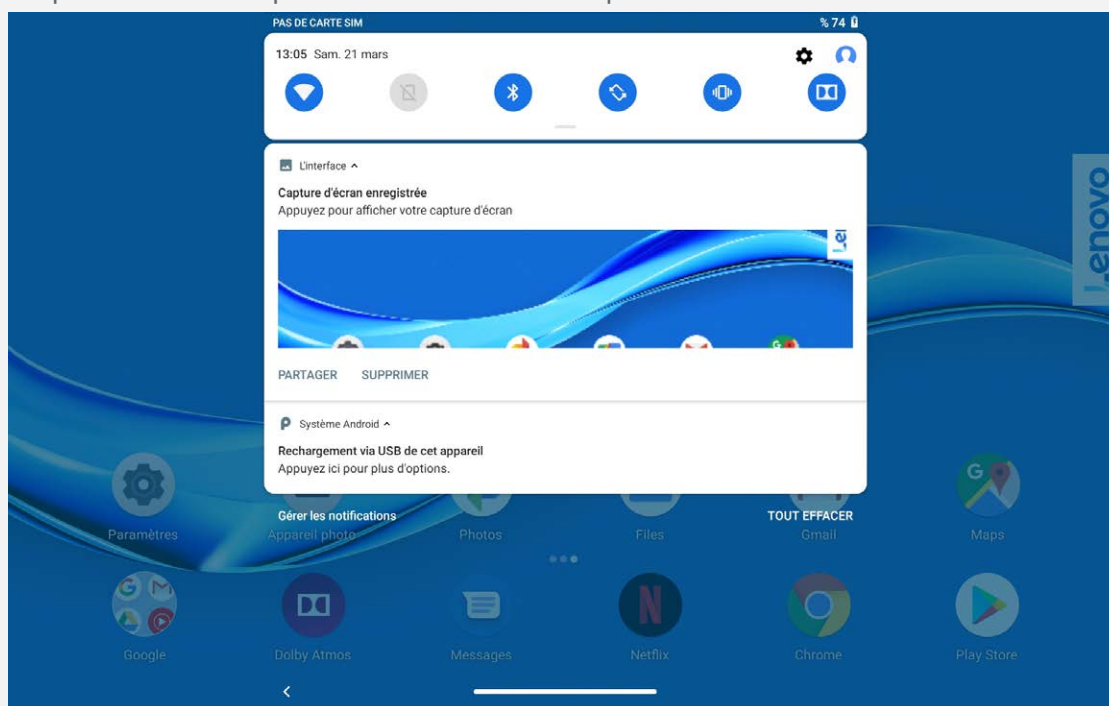 PAS DE CARTE SIM
% 74
13:05 Sam. 21 mars
L'interface
Capture d'écran enregistrée
Appuyez pour afficher votre capture d'écran
PARTAGER SUPPRIMER
Système Android
Rechargement via USB de cet appareil
Appuyez ici pour plus d'options.
Gérer les notifications
TOUT EFFACER
Paramètres
Appareil photo
Photos
Files
Gmail
Maps
Google
Dolby Atmos
Messages
Netflix
Chrome
Play Store
Lenovo